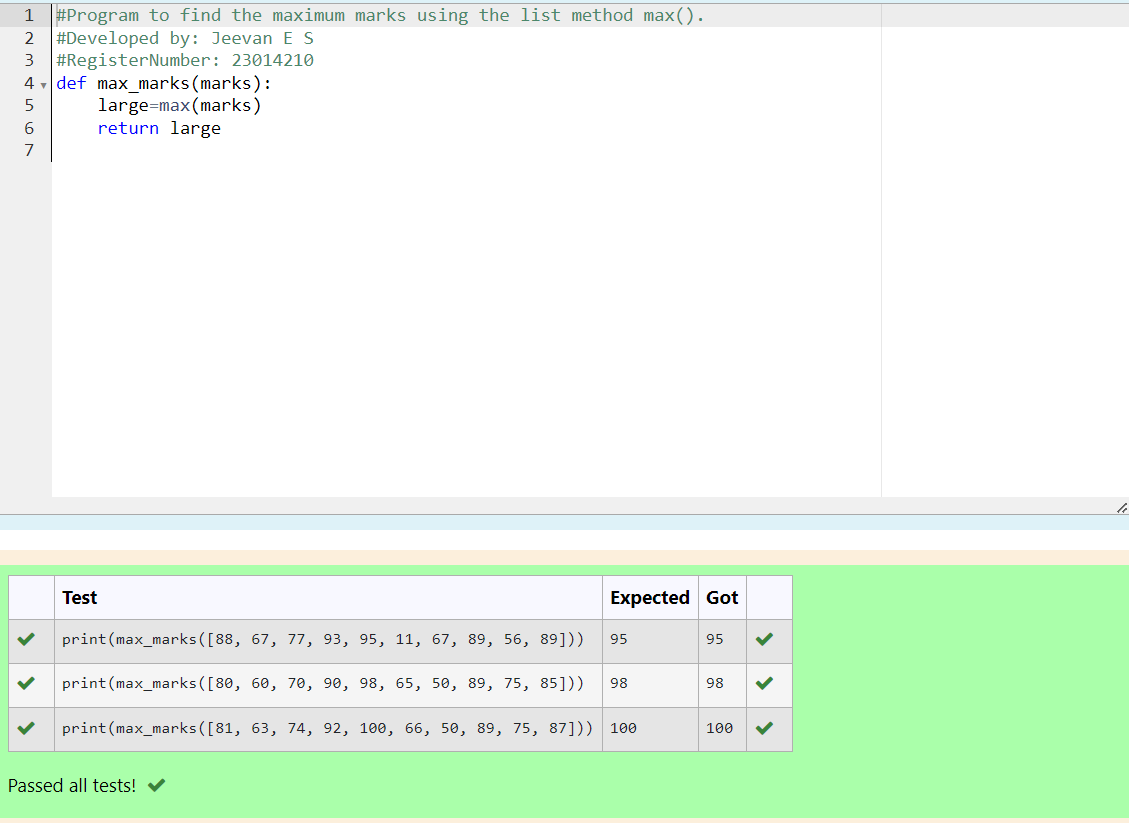 1 #Program to find the maximum marks using the list method max().
2 #Developed by: Jeevan E S
3 #RegisterNumber: 23014210
4 def max_marks(marks):
5     large=max(marks)
6     return large
7
Test Expected Got
print(max_marks([88, 67, 77, 93, 95, 11, 67, 89, 56, 89])) 95 95
print(max_marks([80, 60, 70, 90, 98, 65, 50, 89, 75, 85])) 98 98
print(max_marks([81, 63, 74, 92, 100, 66, 50, 89, 75, 87])) 100 100
Passed all tests!